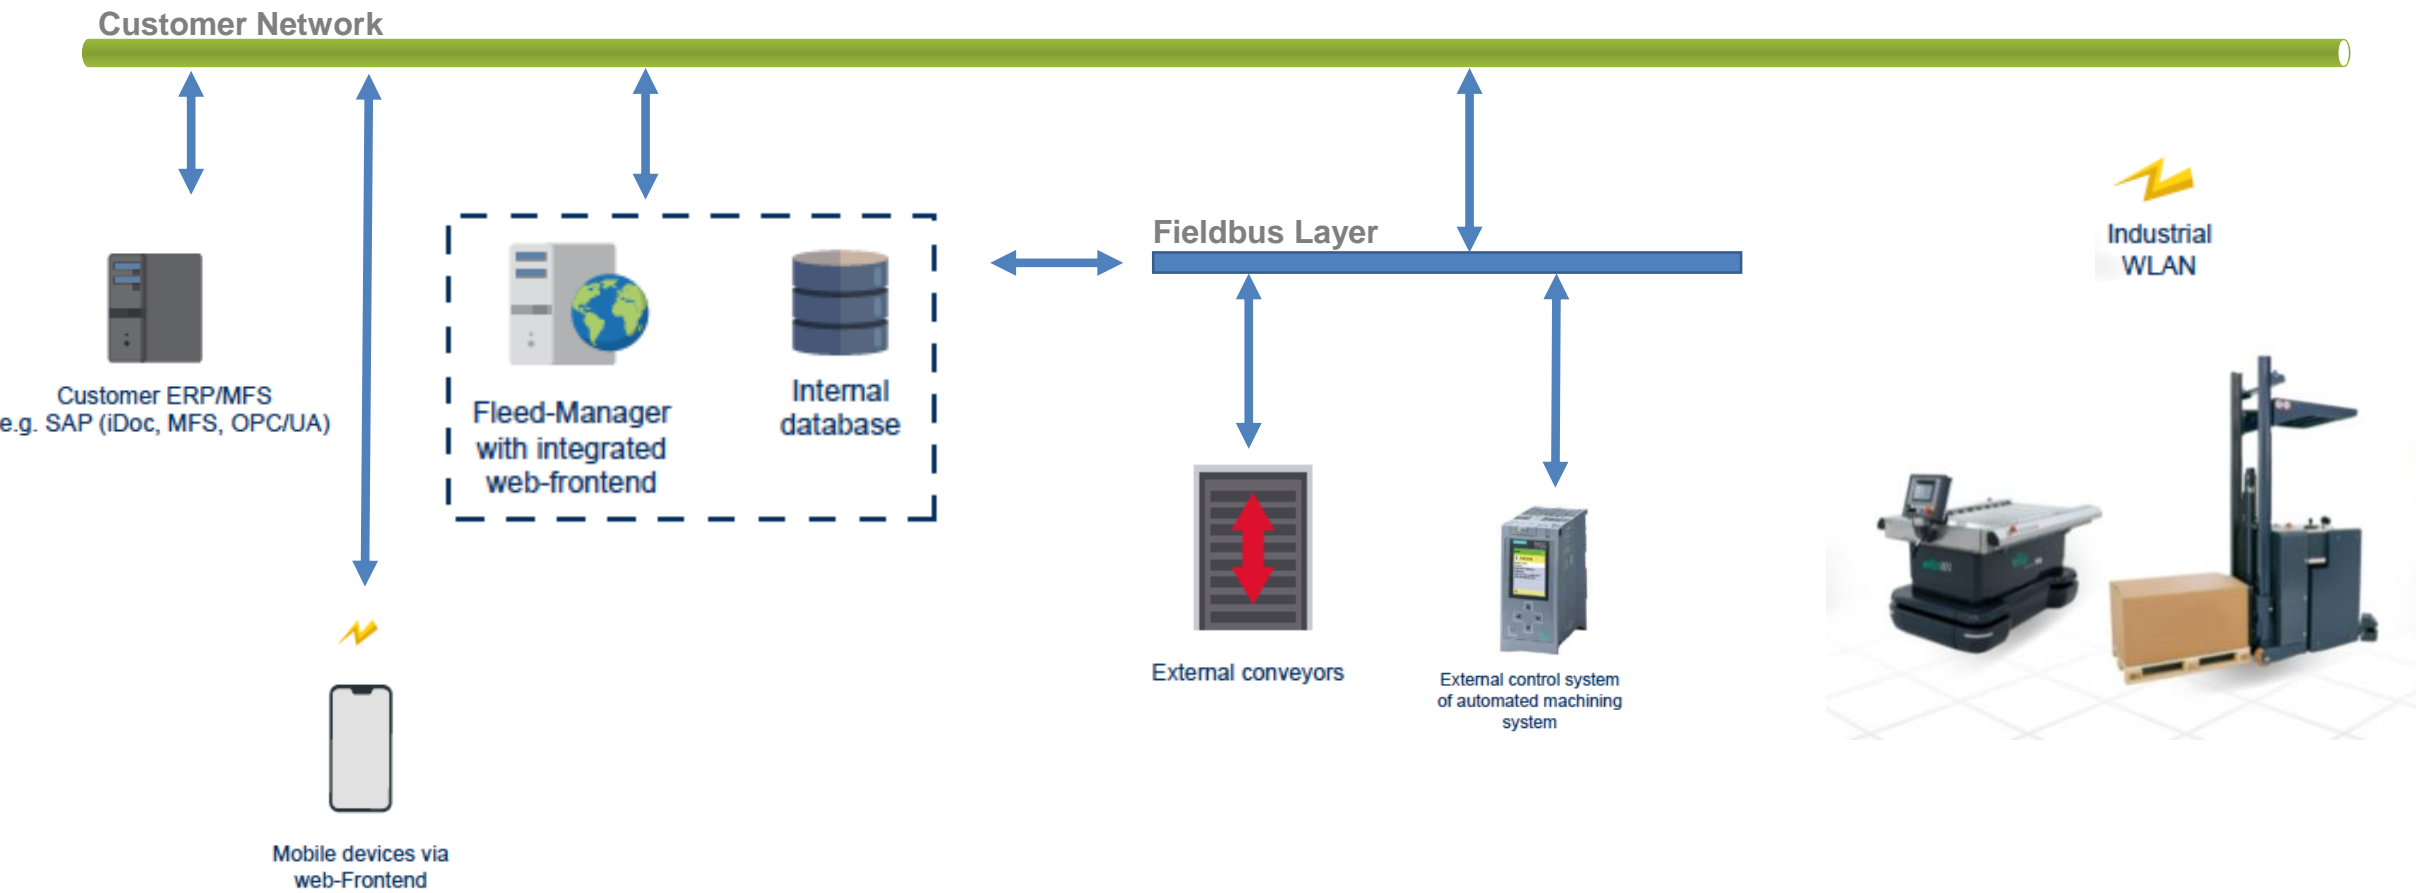 Customer Network
Fieldbus Layer
Industrial
WLAN
Customer ERP/MFS
e.g. SAP (iDoc, MFS, OPC/UA)
Fleed-Manager
with integrated
web-frontend
Internal
database
External conveyors
External control system
of automated machining
system
Mobile devices via
web-Frontend